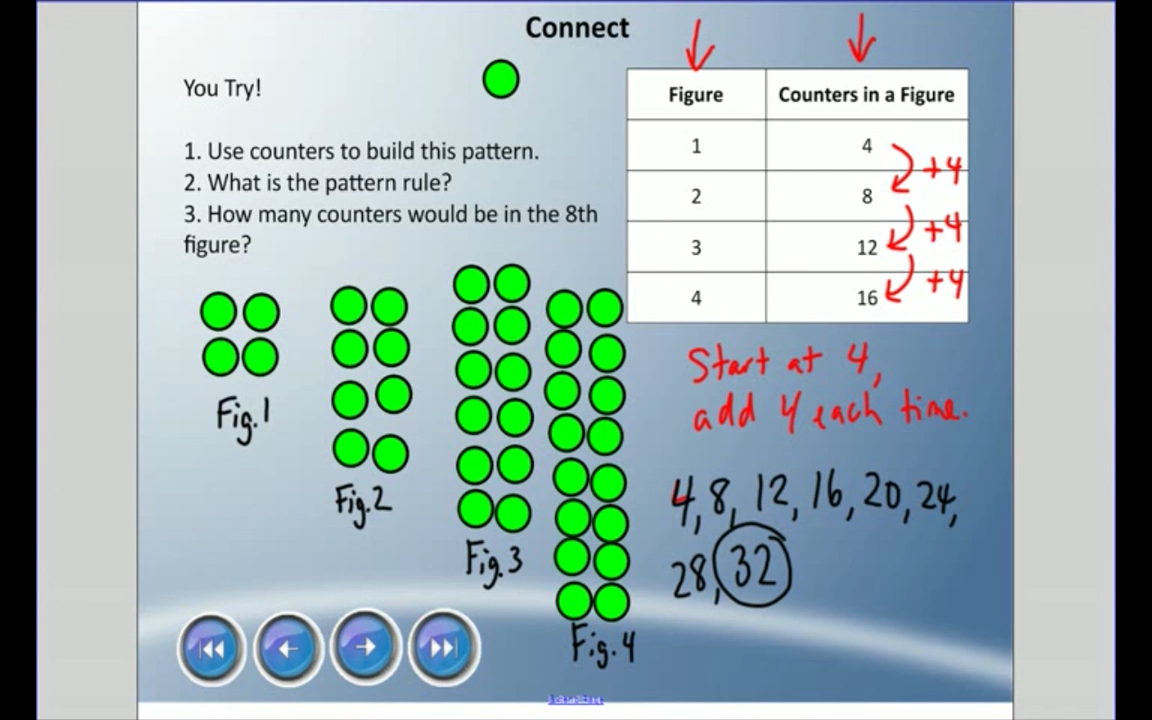 Connect
You Try!
1. Use counters to build this pattern.
2. What is the pattern rule?
3. How many counters would be in the 8th
figure?
Figure Counters in a Figure
1 4
2 8
3 12
4 16
+4
+4
+4
Start at 4,
add 4 each time.
4, 8, 12, 16, 20, 24,
28, 32
Fig.1
Fig.2
Fig.3
Fig.4